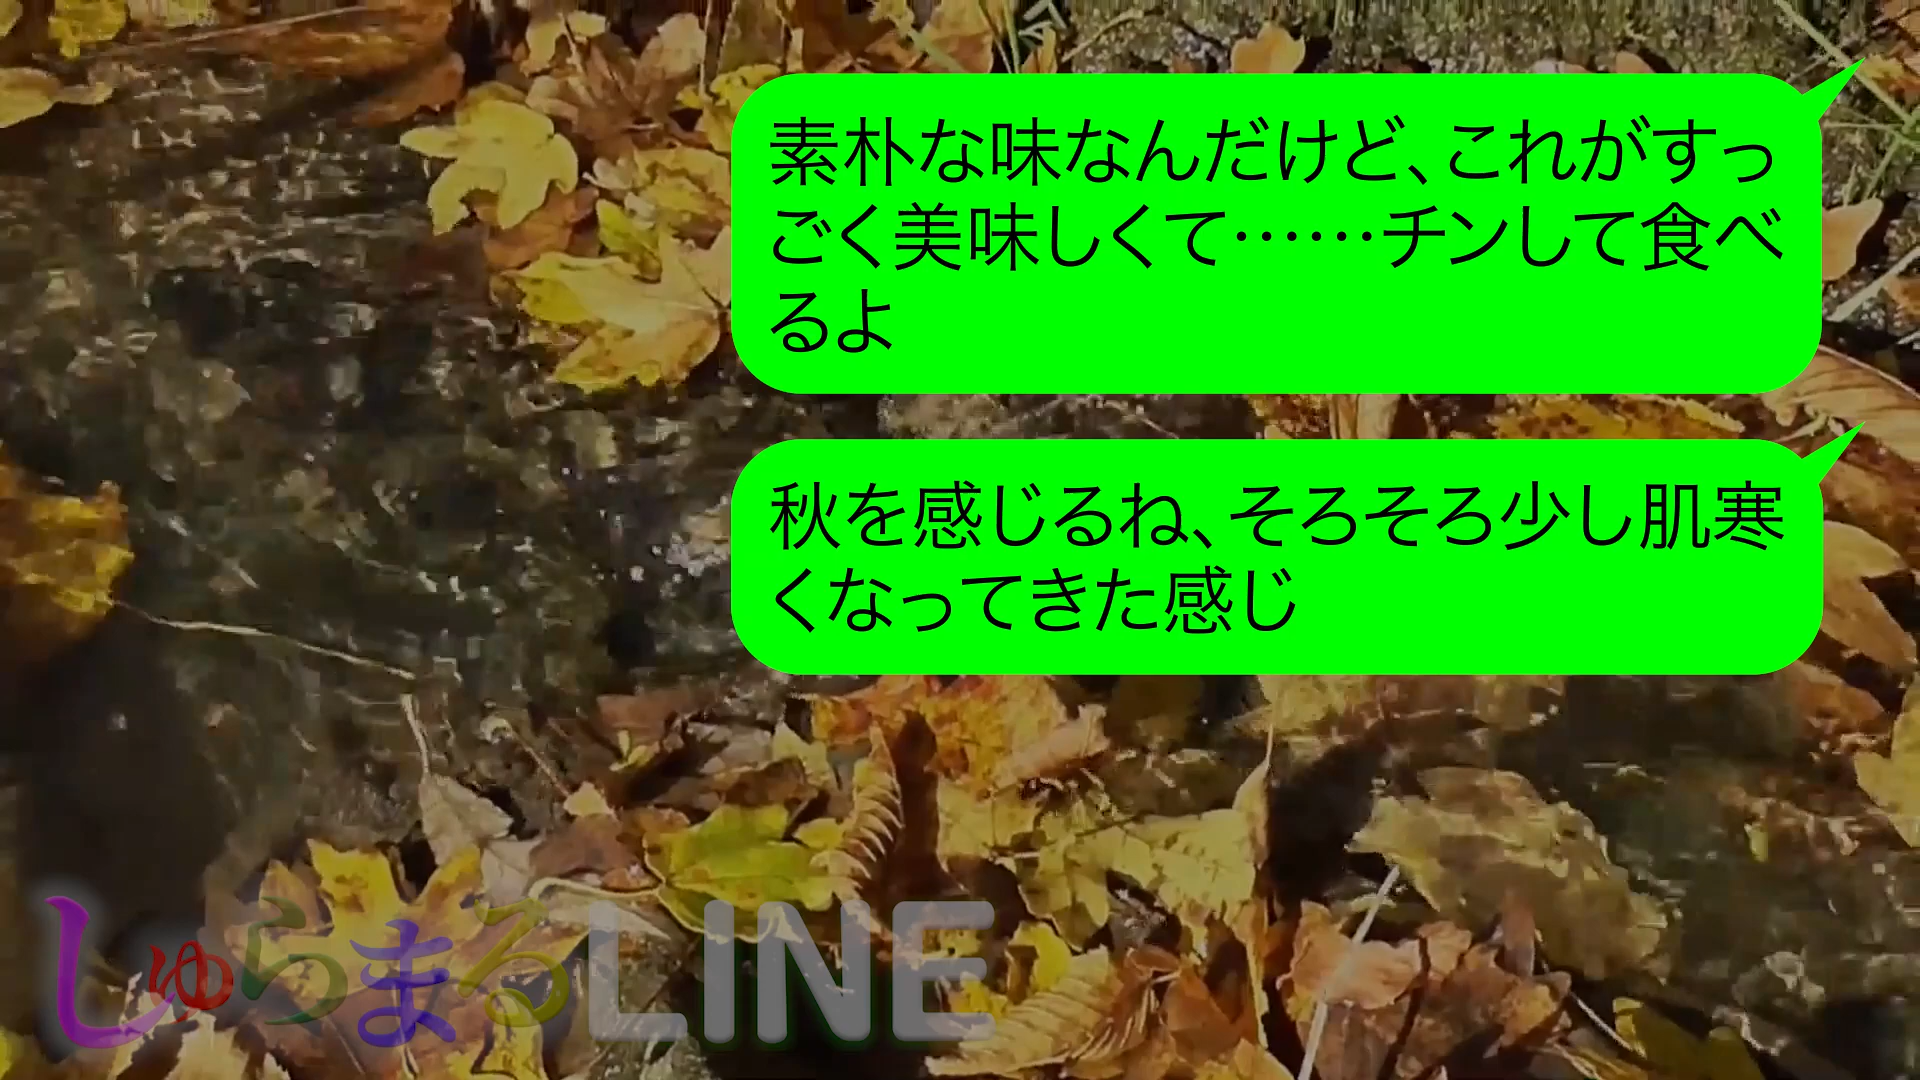 素朴な味なんだけど、これがすっ
ごく美味しくて……チンして食べ
るよ
秋を感じるね、そろそろ少し肌寒
くなってきた感じ
しゅらまるLINE